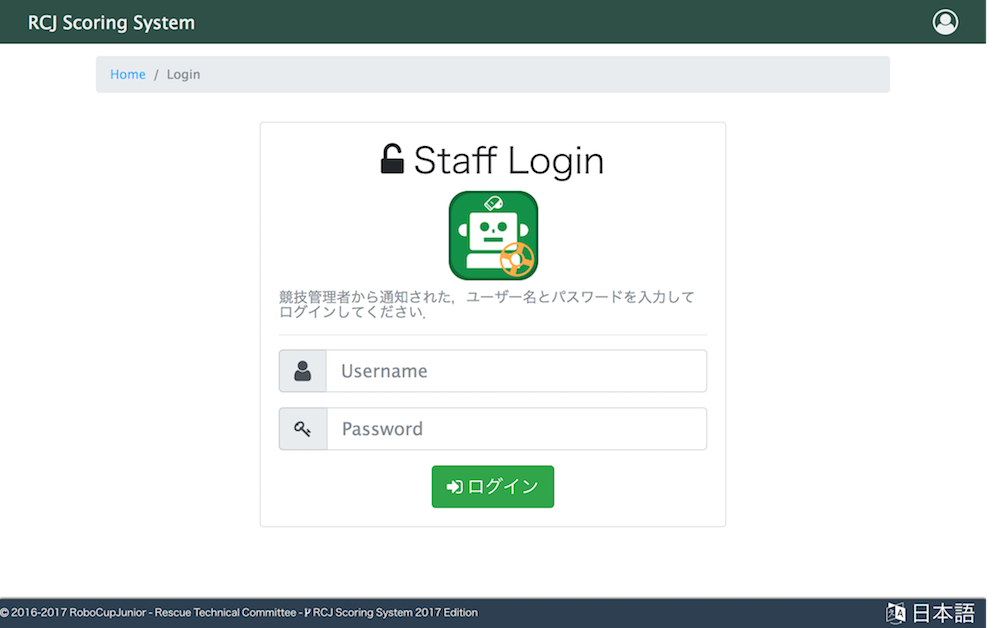 RCJ Scoring System
Home / Login
Staff Login
競技管理者から通知された，ユーザー名とパスワードを入力して
ログインしてください．
Username
Password
ログイン
© 2016-2017 RoboCupJunior - Rescue Technical Committee - RCJ Scoring System 2017 Edition
日本語